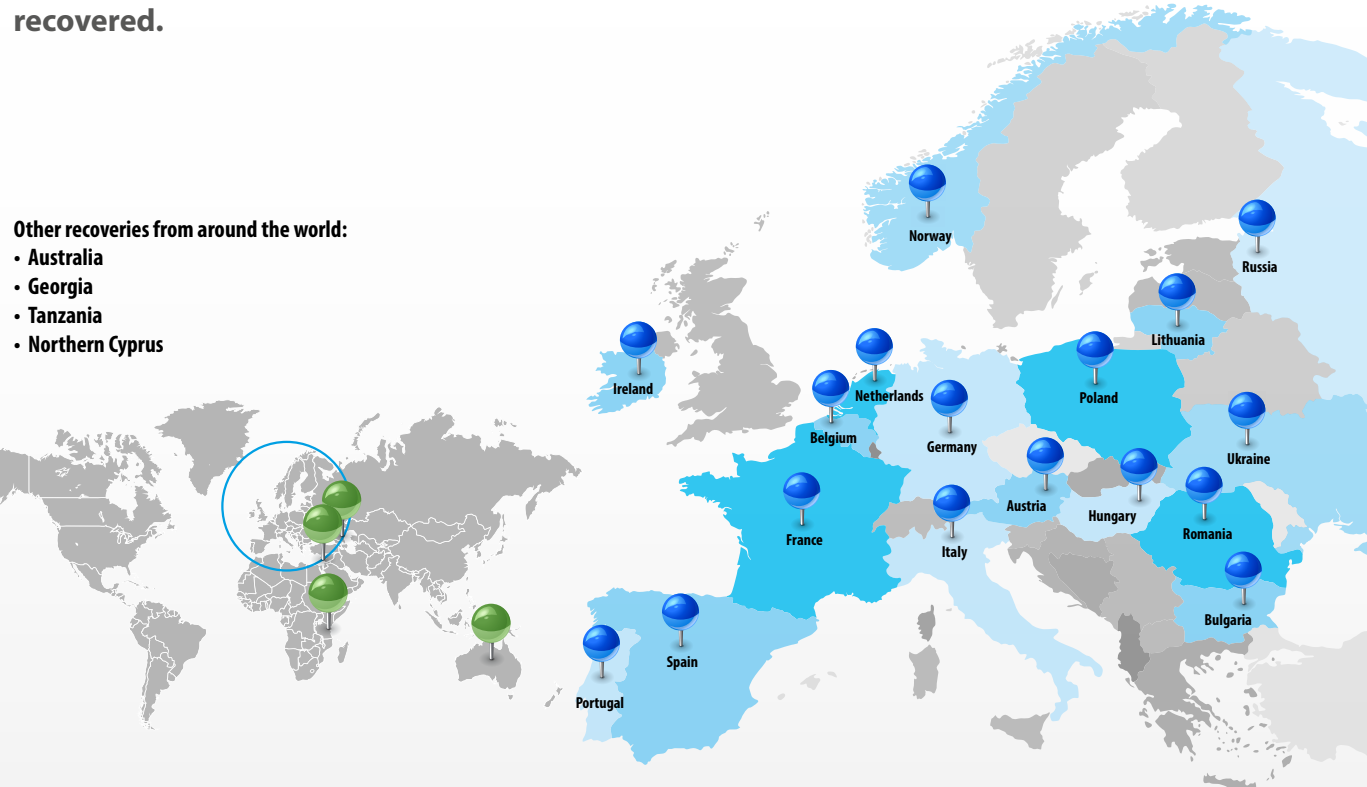 recovered.
Other recoveries from around the world:
• Australia
• Georgia
• Tanzania
• Northern Cyprus
Norway
Russia
Lithuania
Ireland
Netherlands
Poland
Belgium
Germany
Ukraine
Austria
Hungary
France
Romania
Italy
Bulgaria
Spain
Portugal